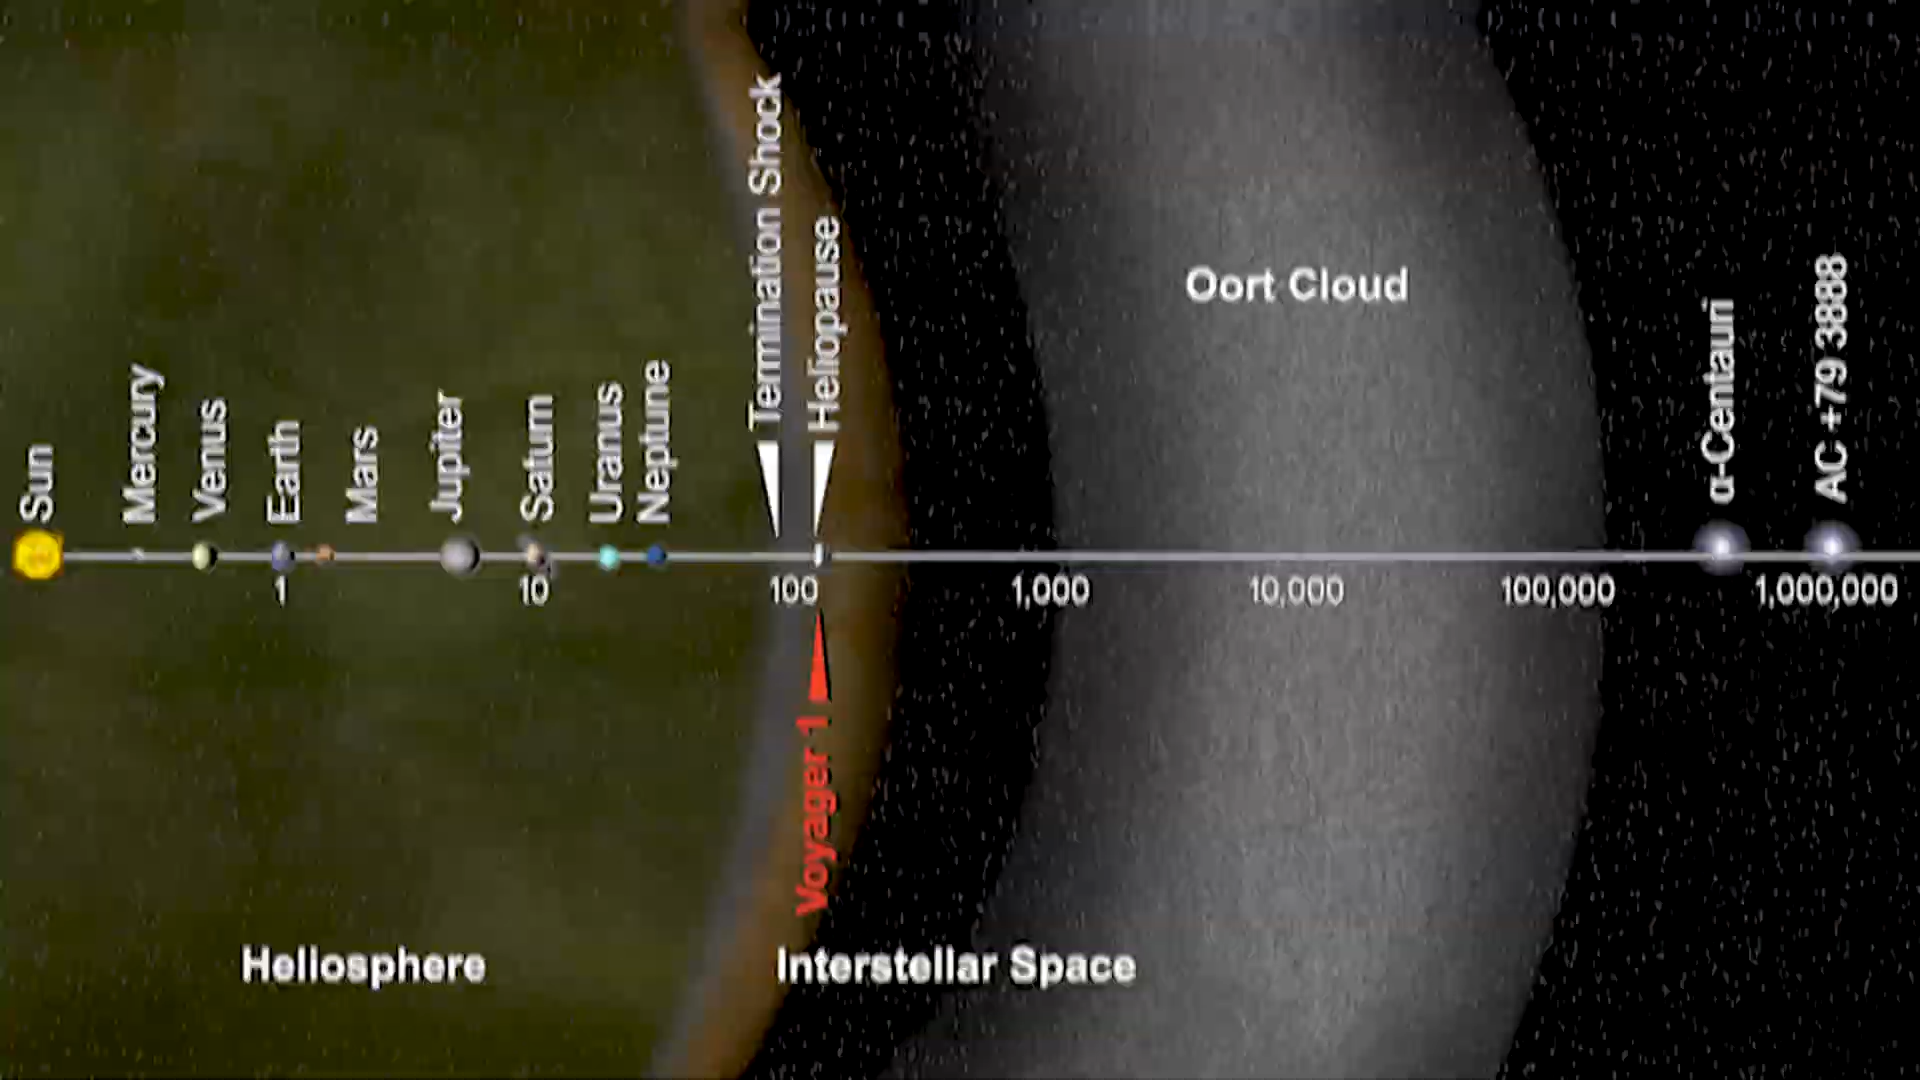 Sun
Mercury
Venus
Earth
Mars
Jupiter
Saturn
Uranus
Neptune
Termination Shock
Heliopause
Oort Cloud
α-Centauri
AC +79 3888
1
10
100
1,000
10,000
100,000
1,000,000
Voyager 1
Heliosphere
Interstellar Space